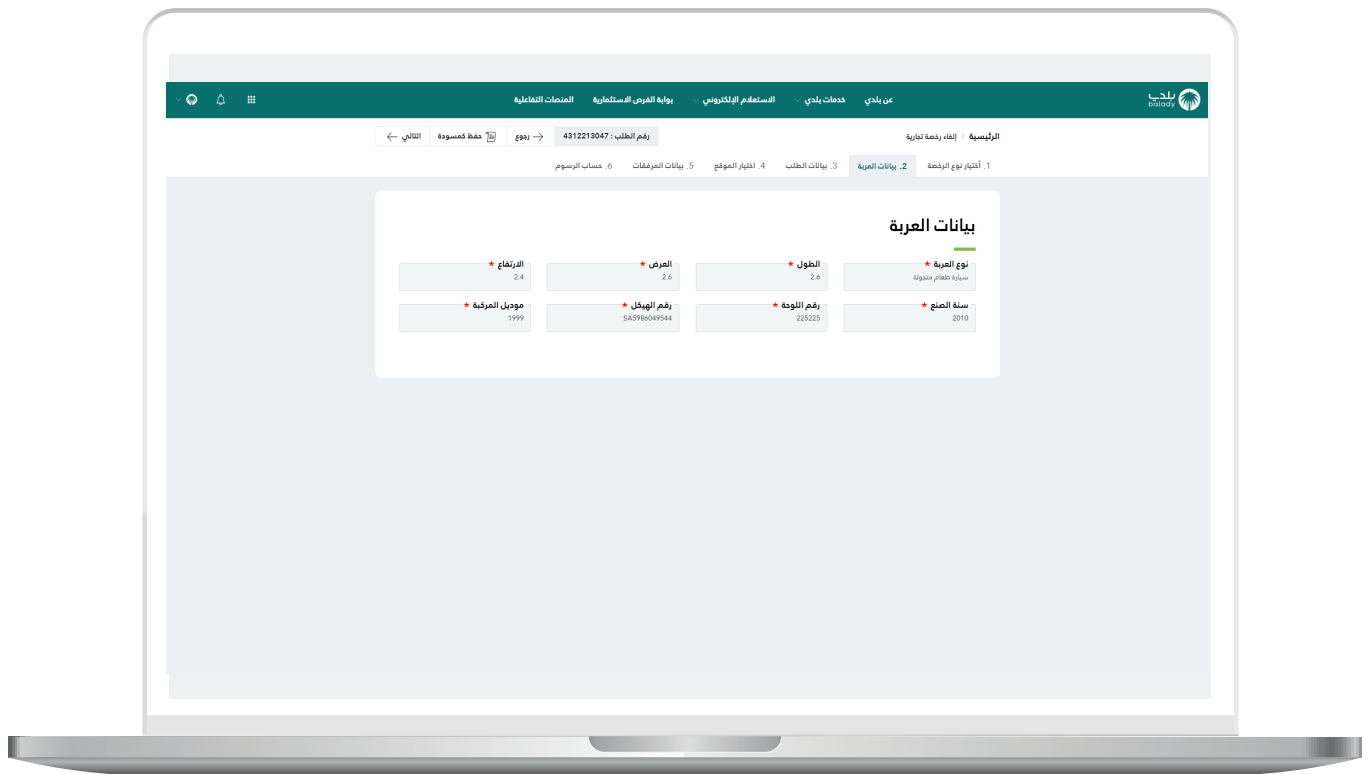 بلدي
balady
عن بلدي خدمات بلدي الاستعلام الإلكتروني بوابة الفرص الاستثمارية المنصات التفاعلية
الرئيسية / إلغاء رخصة تجارية رقم الطلب : 4312213047 رجوع حفظ كمسودة التالي
1. أختيار نوع الرخصة 2. بيانات العربة 3. بيانات الطلب 4. اختيار الموقع 5. بيانات المرفقات 6. حساب الرسوم
بيانات العربة
نوع العربة * الطول * العرض * الارتفاع *
سيارة طعام متجولة 2.6 2.6 2.4
سنة الصنع * رقم اللوحة * رقم الهيكل * موديل المركبة *
2010 225225 SA5986049544 1999